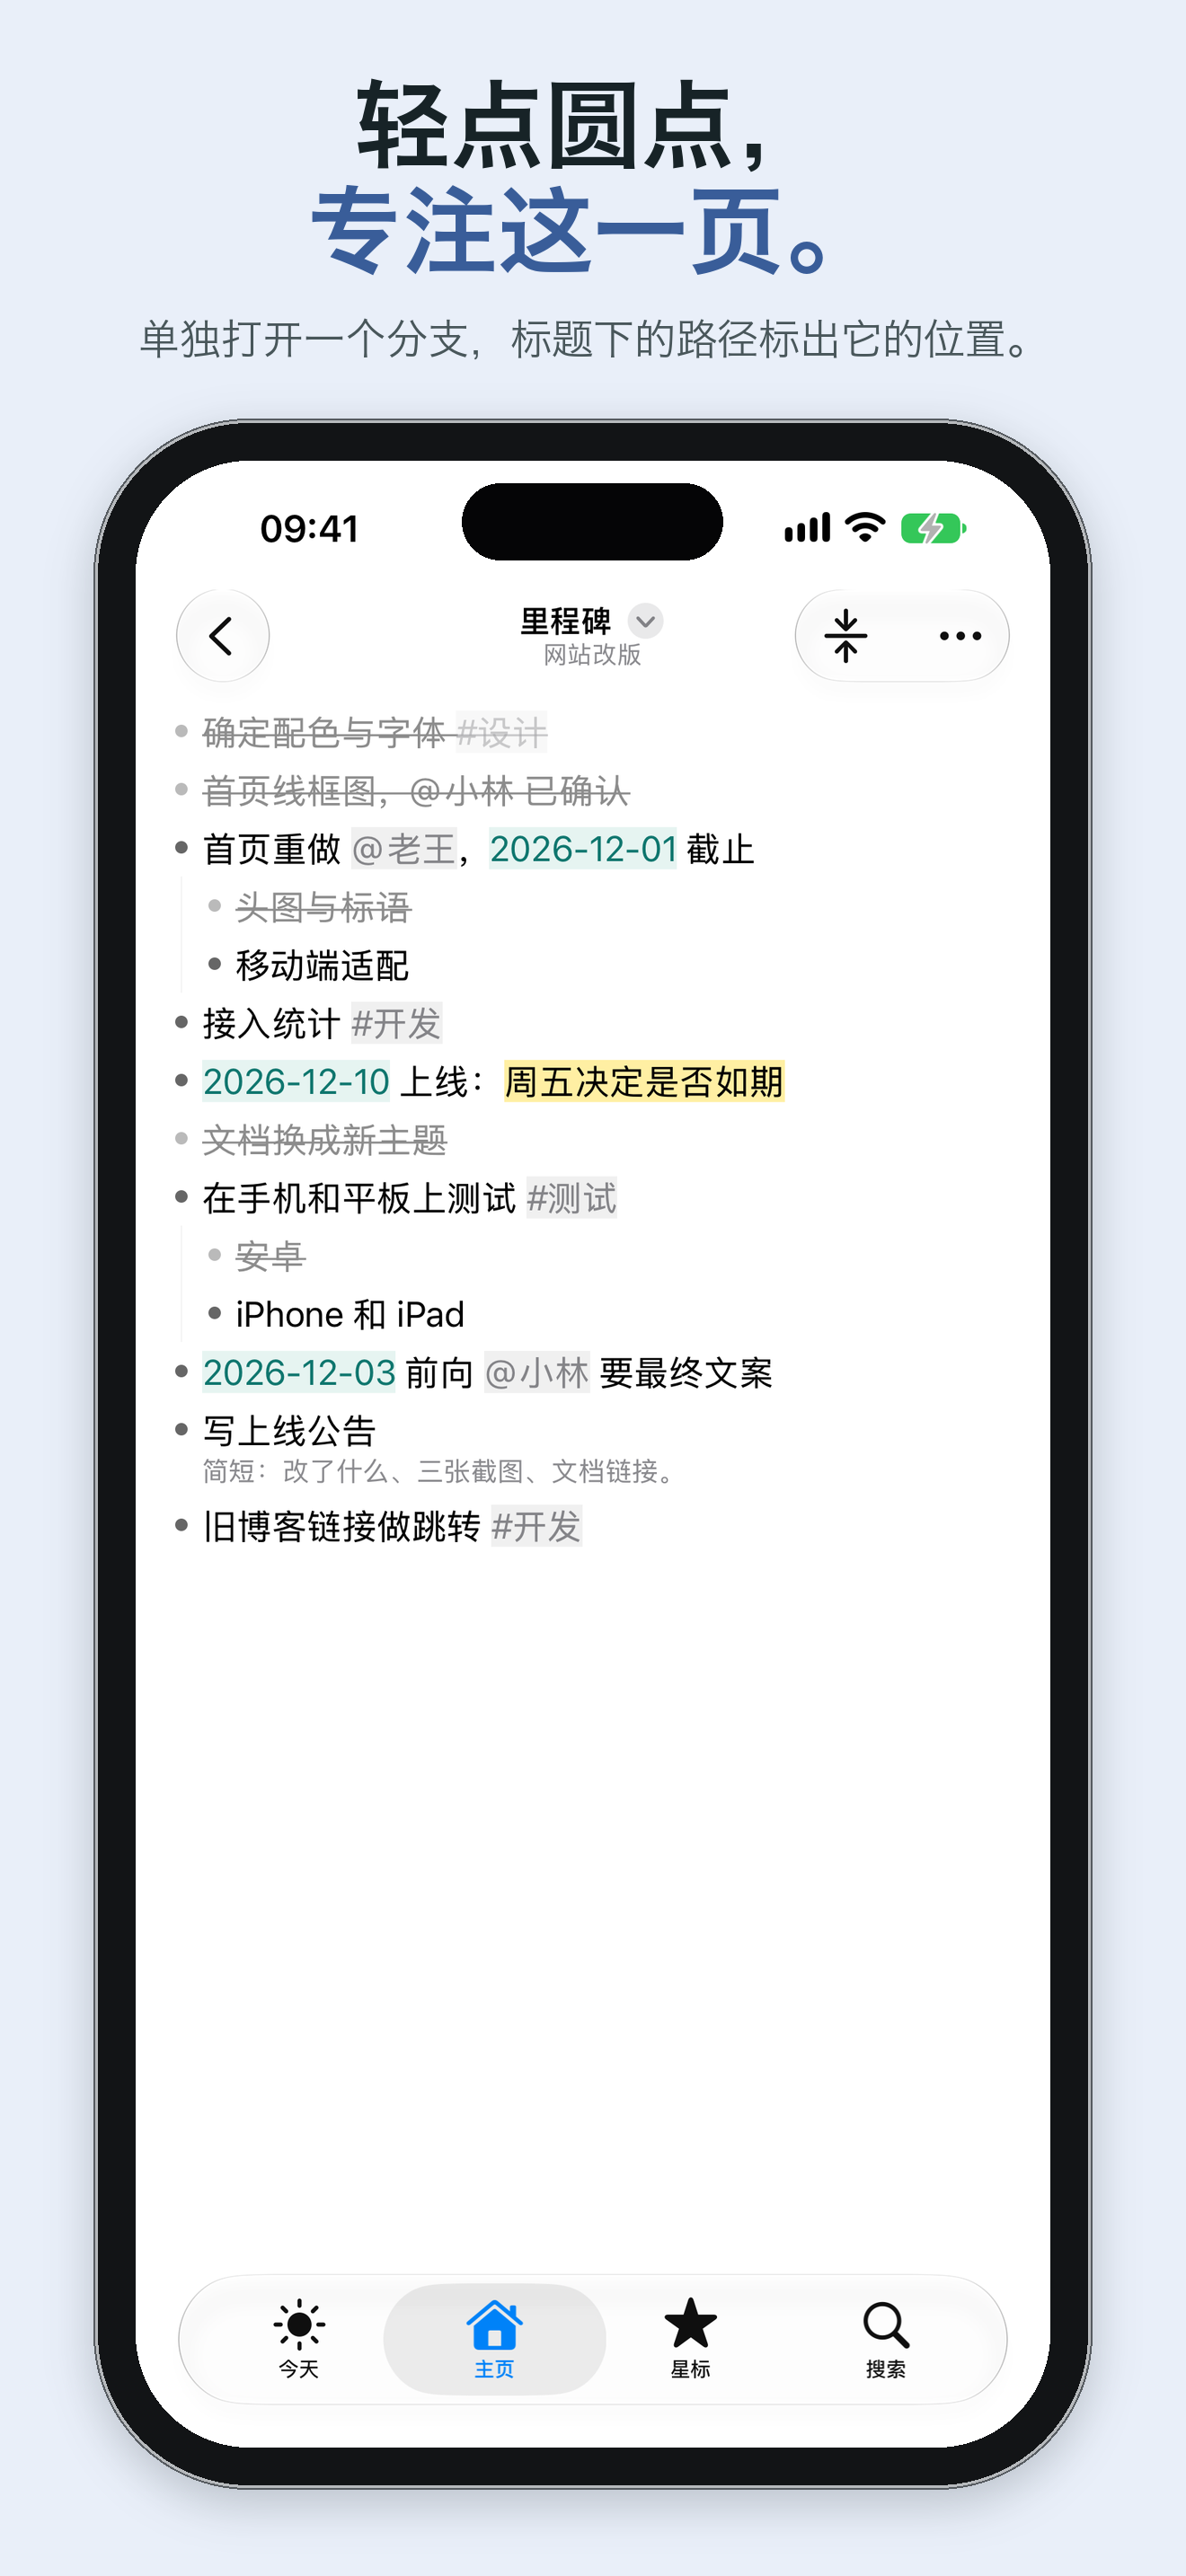 轻点圆点，
专注这一页。
单独打开一个分支，标题下的路径标出它的位置。
09:41
里程碑
网站改版
确定配色与字体 #设计
首页线框图，@小林 已确认
首页重做 @老王，2026-12-01 截止
头图与标语
移动端适配
接入统计 #开发
2026-12-10 上线：周五决定是否如期
文档换成新主题
在手机和平板上测试 #测试
安卓
iPhone 和 iPad
2026-12-03 前向 @小林 要最终文案
写上线公告
简短：改了什么、三张截图、文档链接。
旧博客链接做跳转 #开发
今天 主页 星标 搜索